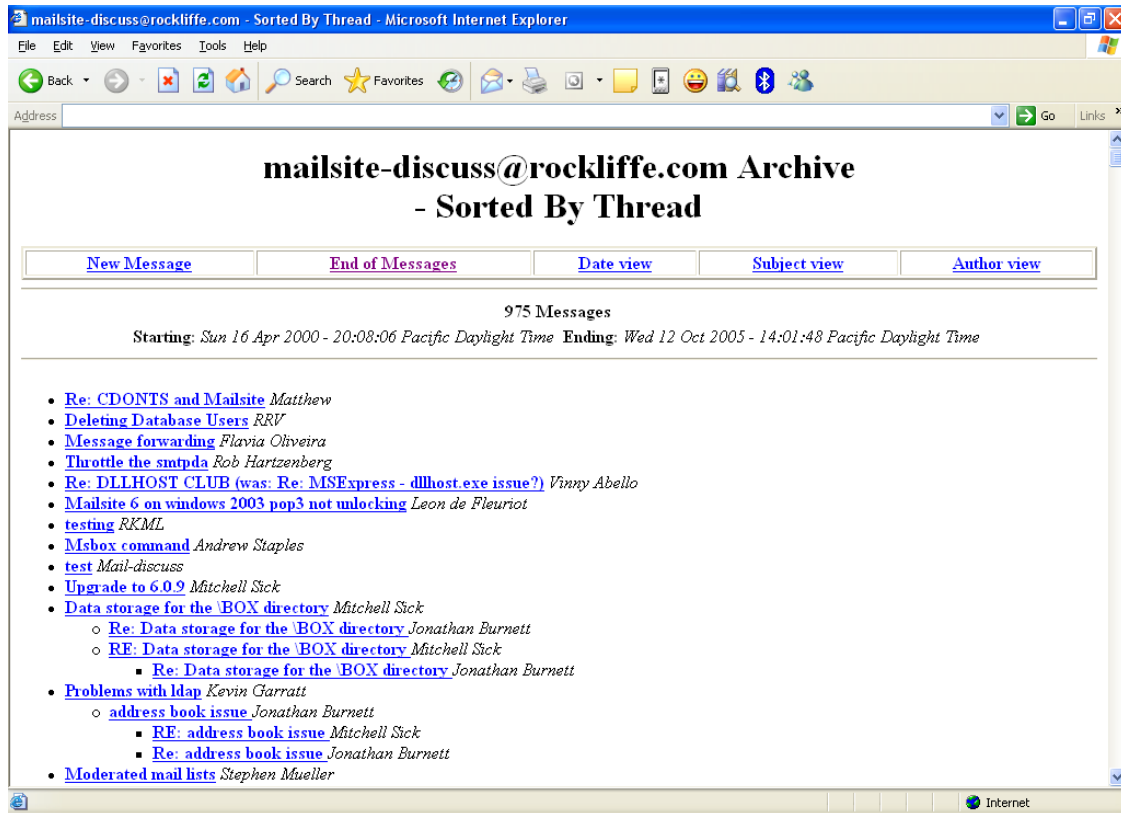 mailsite-discuss@rockliffe.com - Sorted By Thread - Microsoft Internet Explorer
File Edit View Favorites Tools Help
Back Search Favorites
Address Go Links »
mailsite-discuss@rockliffe.com Archive
- Sorted By Thread
New Message End of Messages Date view Subject view Author view
975 Messages
Starting: Sun 16 Apr 2000 - 20:08:06 Pacific Daylight Time Ending: Wed 12 Oct 2005 - 14:01:48 Pacific Daylight Time
• Re: CDONTS and Mailsite Matthew
• Deleting Database Users RRV
• Message forwarding Flavia Oliveira
• Throttle the smtpda Rob Hartzenberg
• Re: DLLHOST CLUB (was: Re: MSExpress - dllhost.exe issue?) Vinny Abello
• Mailsite 6 on windows 2003 pop3 not unlocking Leon de Fleuriot
• testing RKML
• Msbox command Andrew Staples
• test Mail-discuss
• Upgrade to 6.0.9 Mitchell Sick
• Data storage for the \BOX directory Mitchell Sick
○ Re: Data storage for the \BOX directory Jonathan Burnett
○ RE: Data storage for the \BOX directory Mitchell Sick
▪ Re: Data storage for the \BOX directory Jonathan Burnett
• Problems with ldap Kevin Garratt
○ address book issue Jonathan Burnett
▪ RE: address book issue Mitchell Sick
▪ Re: address book issue Jonathan Burnett
• Moderated mail lists Stephen Mueller
Internet